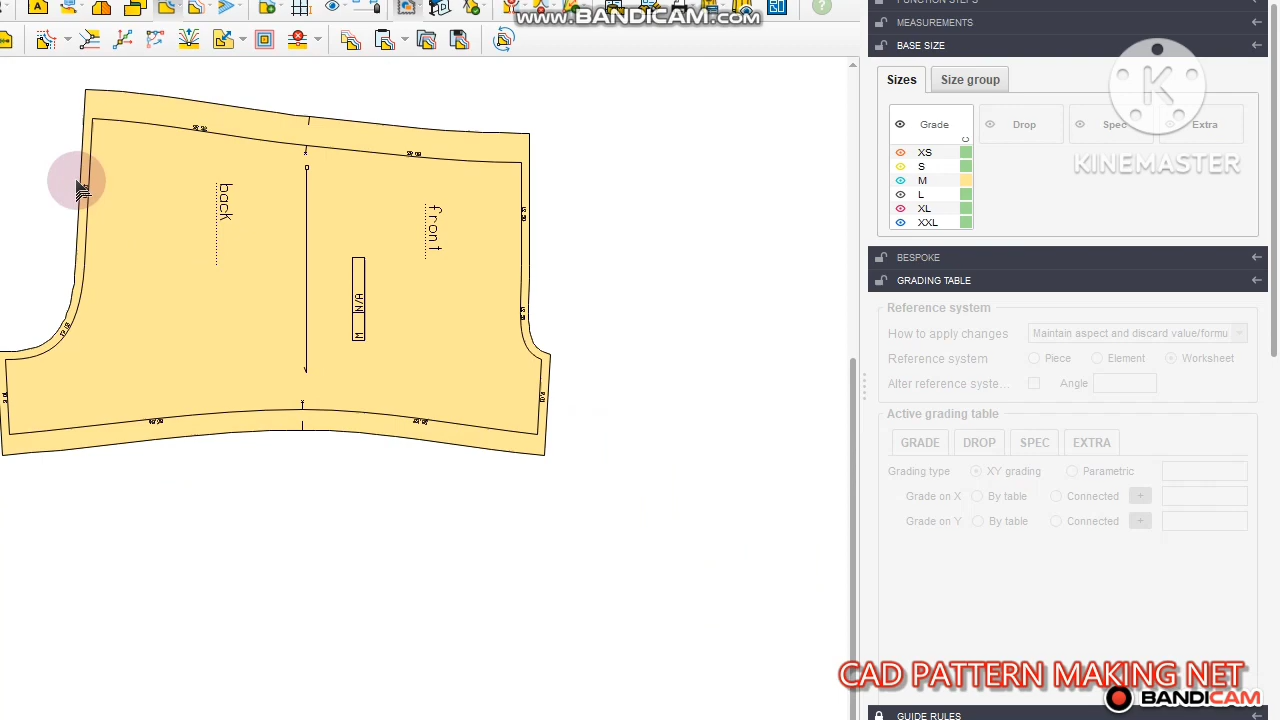 FUNCTION STEPS
www.BANDICAM.com
MEASUREMENTS
BASE SIZE
Sizes
Size group
Grade
Drop
Spec
Extra
C
XS
S
M
L
XL
XXL
KINEMASTER
back
front
N/A M
BESPOKE
GRADING TABLE
Reference system
How to apply changes
Maintain aspect and discard value/formu
Reference system
Piece
Element
Worksheet
Alter reference syste...
Angle
Active grading table
GRADE
DROP
SPEC
EXTRA
Grading type
XY grading
Parametric
Grade on X
By table
Connected
+
Grade on Y
By table
Connected
+
CAD PATTERN MAKING NET
BANDICAM
GUIDE RULES